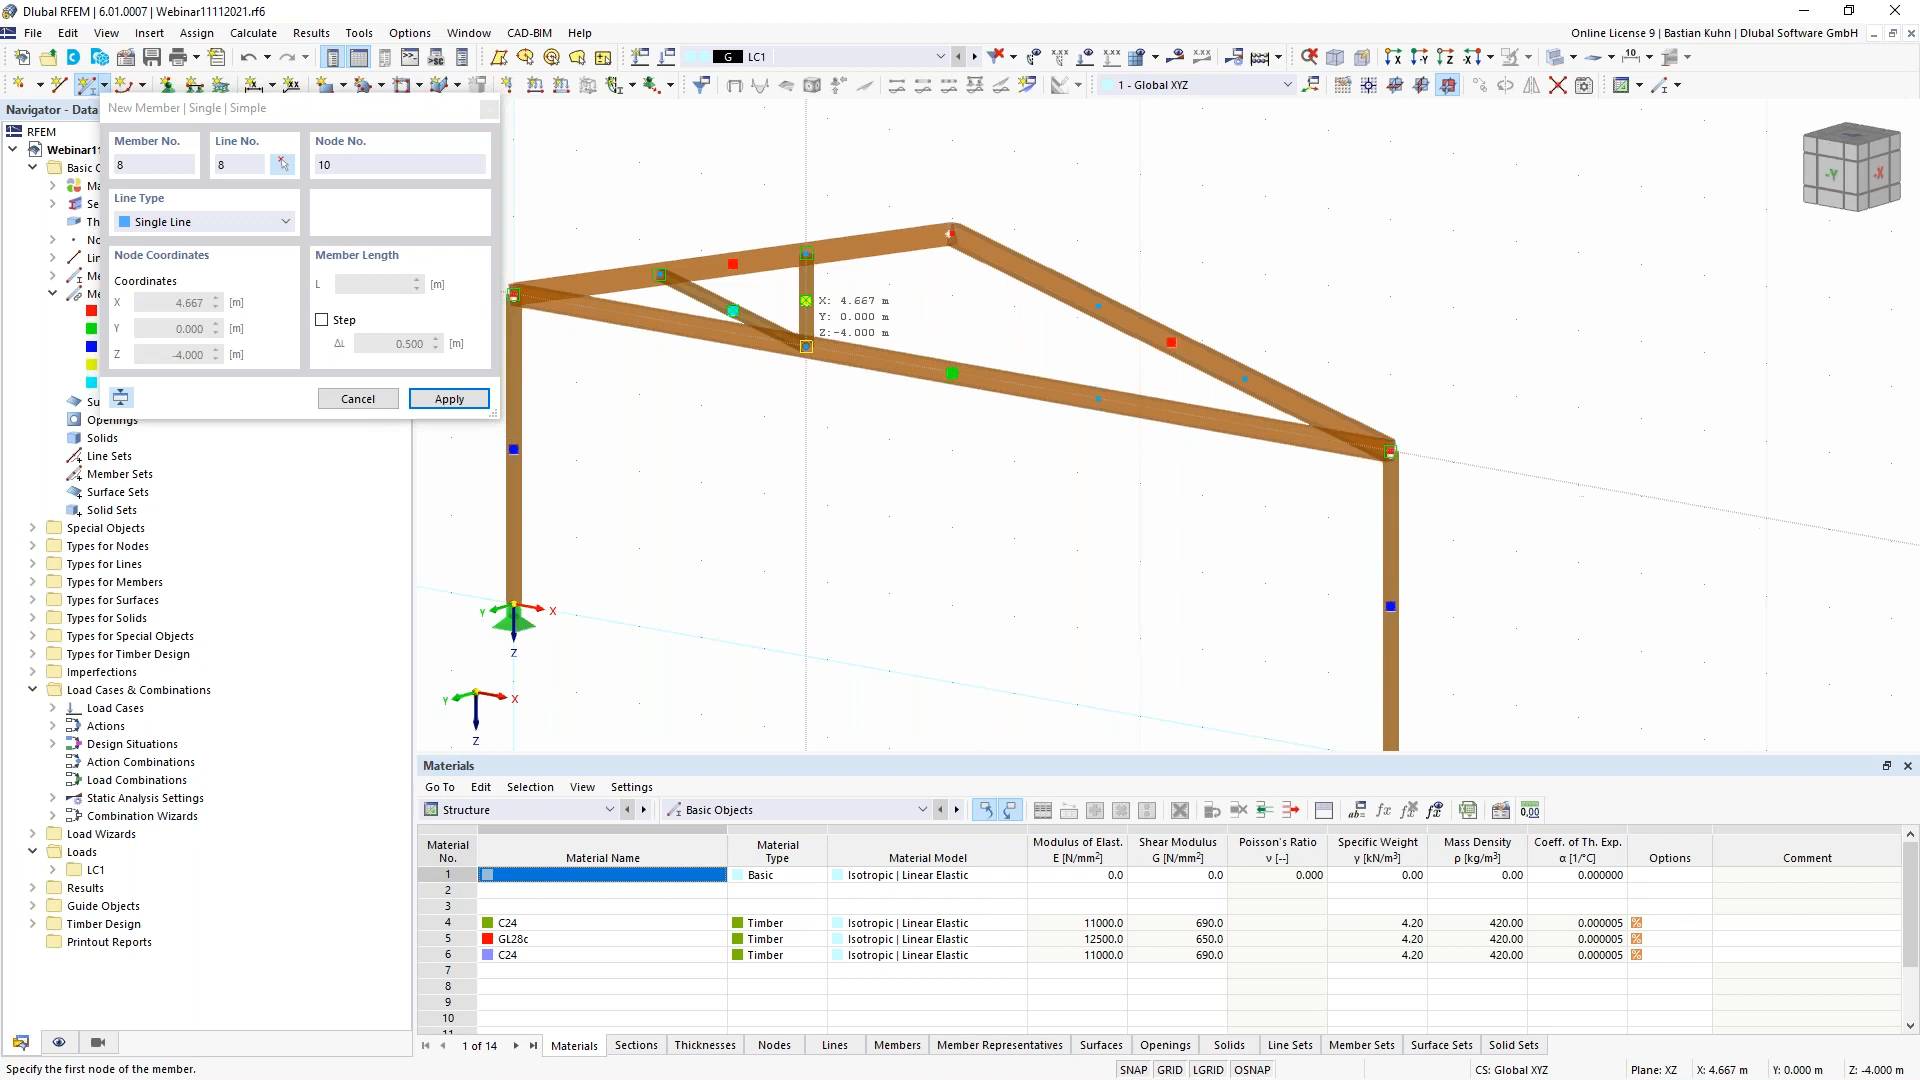 Dlubal RFEM | 6.01.0007 | Webinar11112021.rf6
File Edit View Insert Assign Calculate Results Tools Options Window CAD-BIM Help
Online License 9 | Bastian Kuhn | Dlubal Software GmbH
G LC1
1 - Global XYZ
Navigator - Data
RFEM
Webinar11
Basic O
Ma
Se
Th
No
Lin
Me
Me
Su
Openings
Solids
Line Sets
Member Sets
Surface Sets
Solid Sets
Special Objects
Types for Nodes
Types for Lines
Types for Members
Types for Surfaces
Types for Solids
Types for Special Objects
Types for Timber Design
Imperfections
Load Cases & Combinations
Load Cases
Actions
Design Situations
Action Combinations
Load Combinations
Static Analysis Settings
Combination Wizards
Load Wizards
Loads
LC1
Results
Guide Objects
Timber Design
Printout Reports
New Member | Single | Simple
Member No. Line No. Node No.
8 8 10
Line Type
Single Line
Node Coordinates Member Length
Coordinates
L [m]
X 4.667 [m]
Step
Y 0.000 [m]
ΔL 0.500 [m]
Z -4.000 [m]
Cancel Apply
X: 4.667 m
Y: 0.000 m
Z:-4.000 m
-Y -X
Y X
Z
Y X
Z
Materials
Go To Edit Selection View Settings
Structure Basic Objects
Material No. Material Name Material Type Material Model Modulus of Elast. E [N/mm²] Shear Modulus G [N/mm²] Poisson's Ratio ν [--] Specific Weight γ [kN/m³] Mass Density ρ [kg/m³] Coeff. of Th. Exp. α [1/°C] Options Comment
1 Basic Isotropic | Linear Elastic 0.0 0.0 0.000 0.00 0.00 0.000000
2
3
4 C24 Timber Isotropic | Linear Elastic 11000.0 690.0 4.20 420.00 0.000005
5 GL28c Timber Isotropic | Linear Elastic 12500.0 650.0 4.20 420.00 0.000005
6 C24 Timber Isotropic | Linear Elastic 11000.0 690.0 4.20 420.00 0.000005
7
8
9
10
11
1 of 14 Materials Sections Thicknesses Nodes Lines Members Member Representatives Surfaces Openings Solids Line Sets Member Sets Surface Sets Solid Sets
Specify the first node of the member.
SNAP GRID LGRID OSNAP CS: Global XYZ Plane: XZ X: 4.667 m Y: 0.000 m Z: -4.000 m